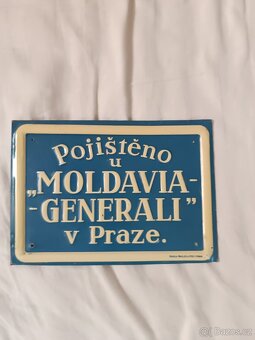 Pojištěno
u
„MOLDAVIA-
-GENERALI"
v Praze.